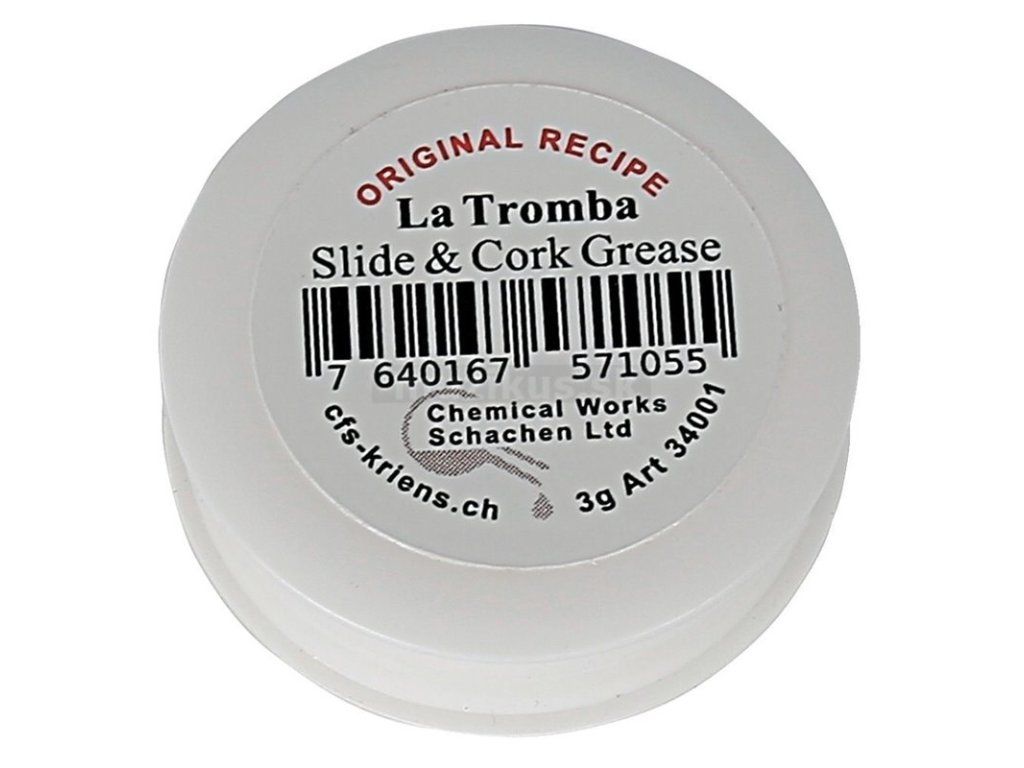 ORIGINAL RECIPE
La Tromba
Slide & Cork Grease
7 640167 571055
Chemical Works
Schachen Ltd
cfs-kriens.ch
3g Art 34001